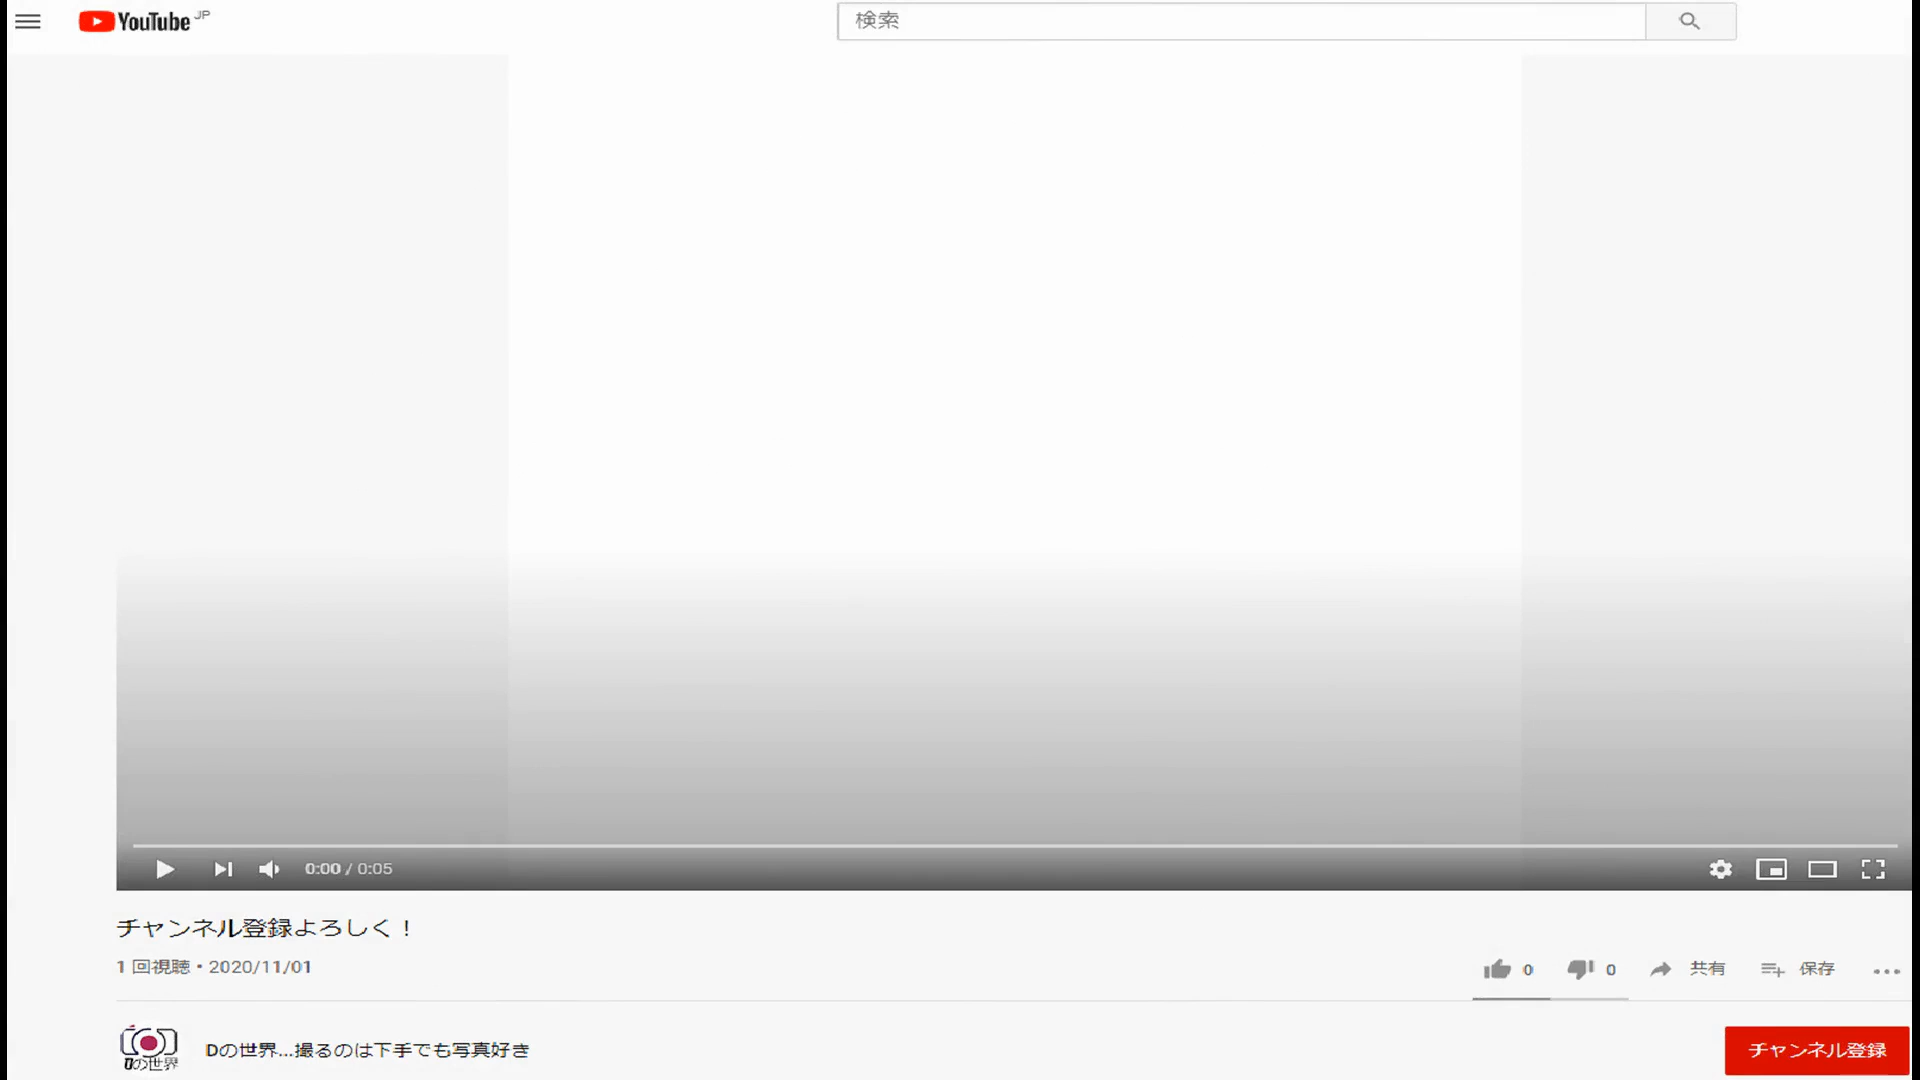 YouTube JP
検索
0:00 / 0:05
チャンネル登録よろしく！
1 回視聴・2020/11/01
0 0 共有 保存
Dの世界
Dの世界...撮るのは下手でも写真好き
チャンネル登録